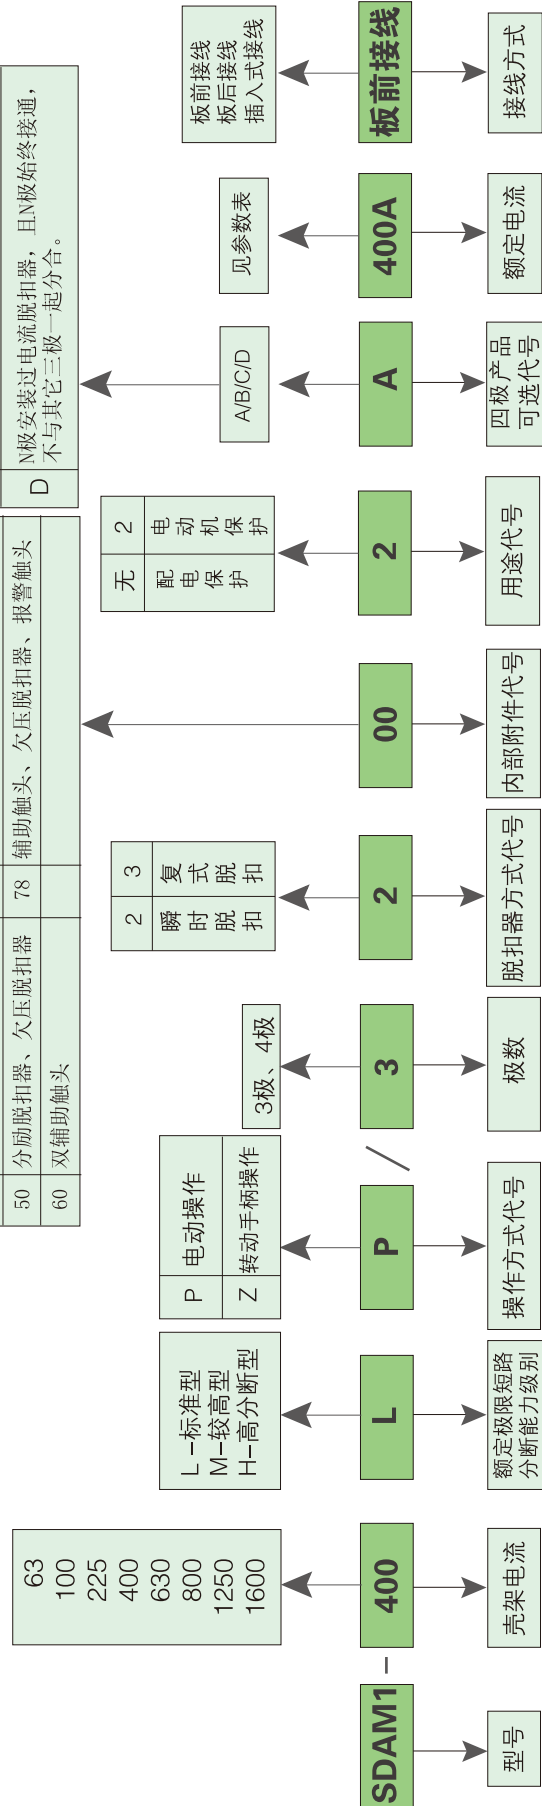 D N极安装过电流脱扣器，且N极始终接通，
不与其它三极一起分合。
50 分励脱扣器、欠压脱扣器 78 辅助触头、欠压脱扣器、报警触头
60 双辅助触头
63
100
225
400
630
800
1250
1600
L－标准型
M－较高型
H－高分断型
P 电动操作
Z 转动手柄操作
3极、4极
2 3
瞬时脱扣 复式脱扣
无 2
配电保护 电动机保护
A/B/C/D
见参数表
板前接线
板后接线
插入式接线
SDAM1 － 400 L P / 3 2 00 2 A 400A 板前接线
型号
壳架电流
额定极限短路
分断能力级别
操作方式代号
极数
脱扣器方式代号
内部附件代号
用途代号
四极产品
可选代号
额定电流
接线方式